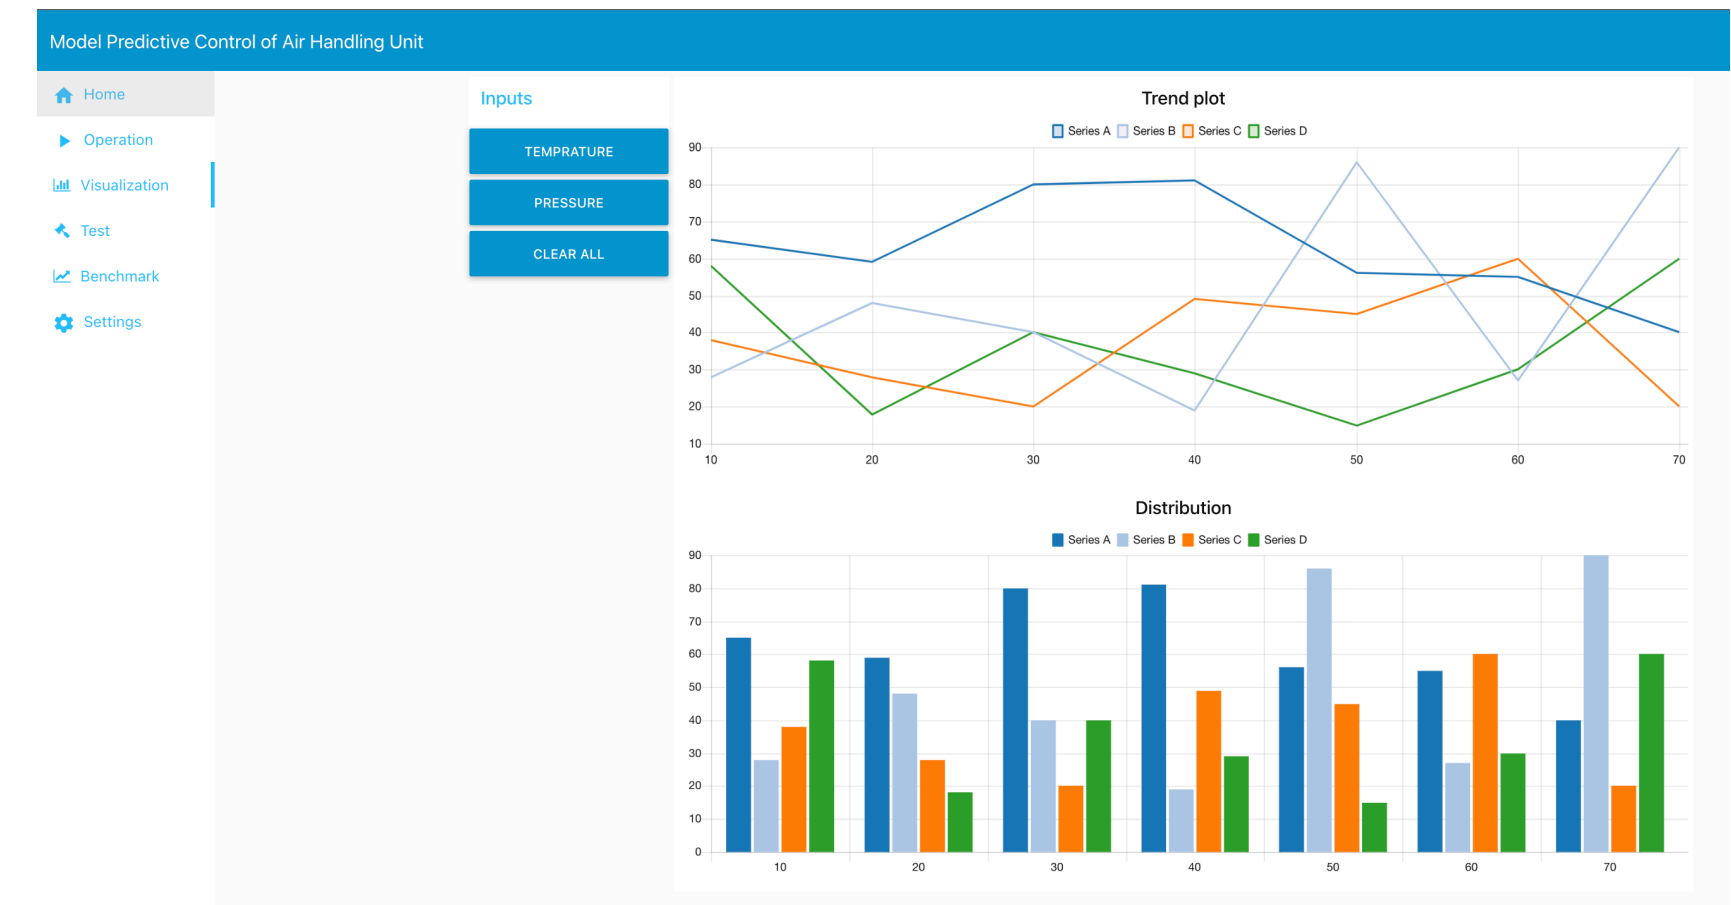 Model Predictive Control of Air Handling Unit
Home
Operation
Visualization
Test
Benchmark
Settings
Inputs
TEMPRATURE
PRESSURE
CLEAR ALL
Trend plot
Series A Series B Series C Series D
90
80
70
60
50
40
30
20
10
10 20 30 40 50 60 70
Distribution
Series A Series B Series C Series D
90
80
70
60
50
40
30
20
10
0
10 20 30 40 50 60 70